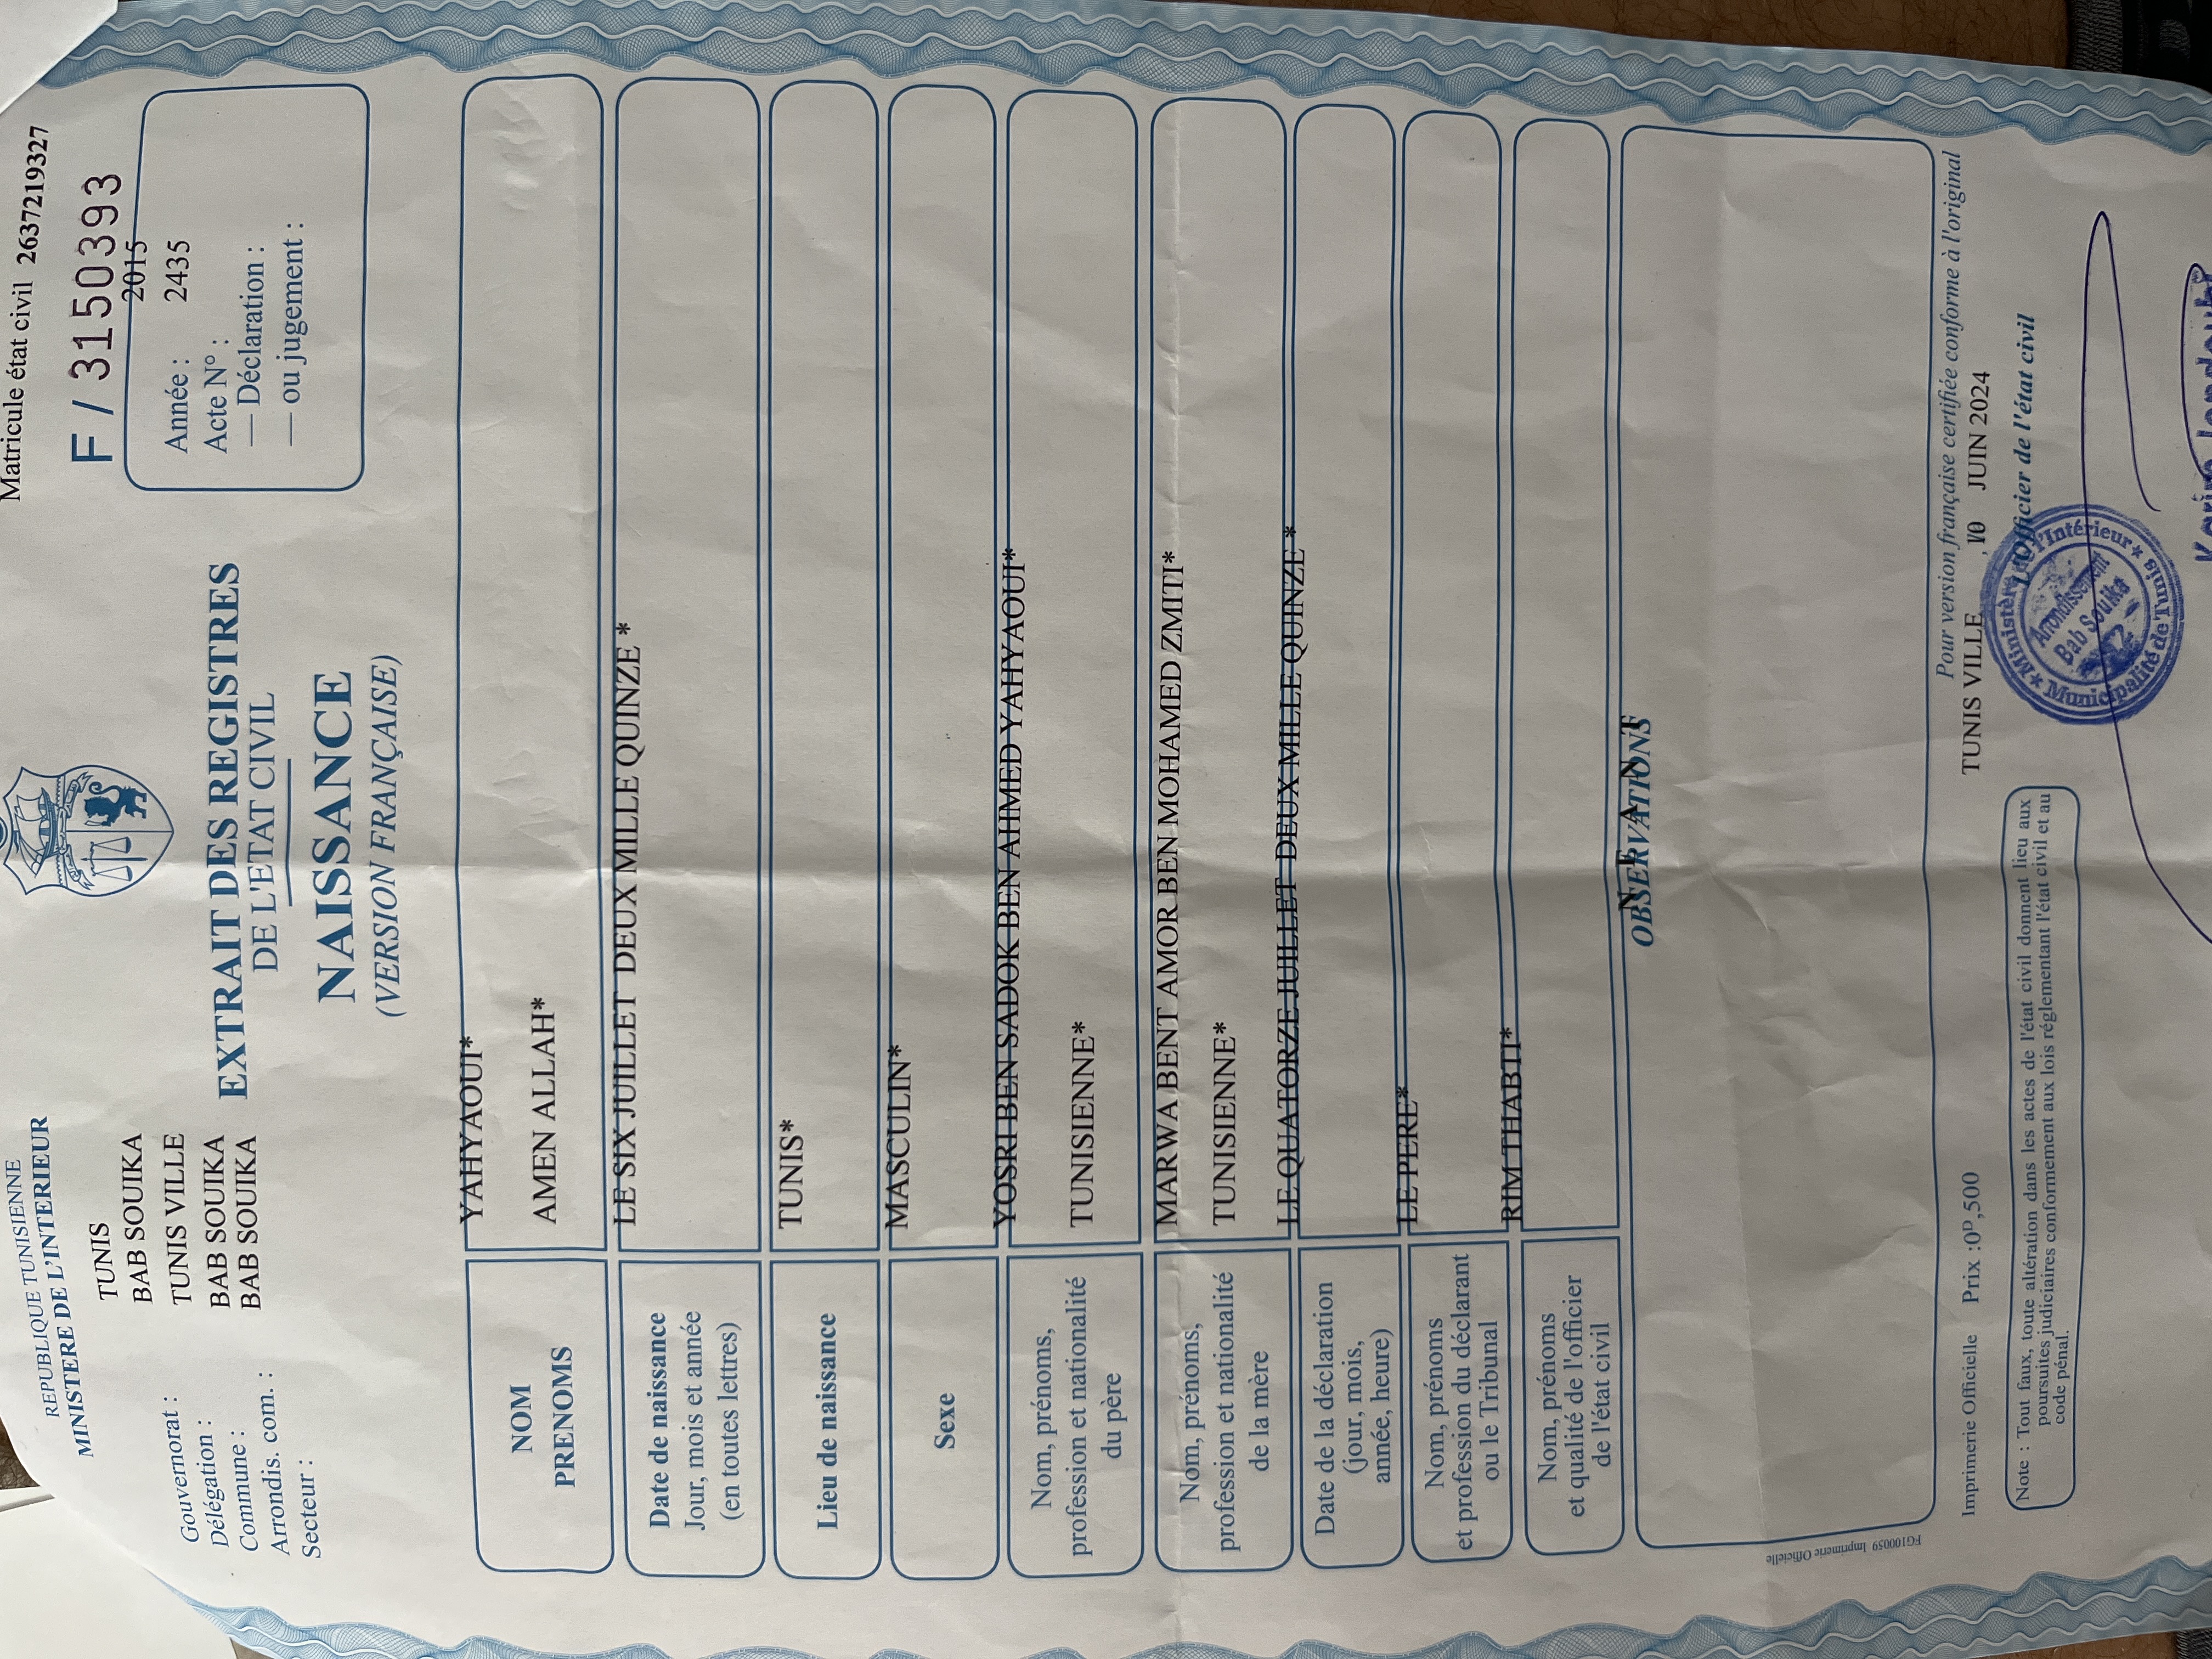 Matricule état civil 26372193​27
F / 3150393
REPUBLIQUE TUNISIENNE
MINISTERE DE L'INTERIEUR
Gouvernorat : TUNIS
Délégation : BAB SOUIKA
Commune : TUNIS VILLE
Arrondis. com. : BAB SOUIKA
Secteur : BAB SOUIKA
EXTRAIT DES REGISTRES
DE L'ETAT CIVIL
NAISSANCE
(VERSION FRANÇAISE)
Année : 2015
Acte N° : 2435
— Déclaration :
— ou jugement :
NOM YAHYAOUI*
PRENOMS AMEN ALLAH*
Date de naissance LE SIX JUILLET DEUX MILLE QUINZE *
Jour, mois et année
(en toutes lettres)
Lieu de naissance TUNIS*
Sexe MASCULIN*
Nom, prénoms, YOSRI BEN SADOK BEN AHMED YAHYAOUI*
profession et nationalité TUNISIENNE*
du père
Nom, prénoms, MARWA BENT AMOR BEN MOHAMED ZMITI*
profession et nationalité TUNISIENNE*
de la mère
Date de la déclaration LE QUATORZE JUILLET DEUX MILLE QUINZE *
(jour, mois,
année, heure)
Nom, prénoms LE PERE*
et profession du déclarant
ou le Tribunal
Nom, prénoms RIM THABTI*
et qualité de l'officier
de l'état civil
OBSERVATIONS
FG100059 Imprimerie Officielle
Pour version française certifiée conforme à l'original
TUNIS VILLE , 10 JUIN 2024
L'Officier de l'état civil
Ministère de l'Intérieur
Arrondissement
Bab Souika
Municipalité de Tunis
Imprimerie Officielle Prix :0ᴰ,500
Note : Tout faux, toute altération dans les actes de l'état civil donnent lieu aux
poursuites judiciaires conformement aux lois réglementant l'état civil et au
code pénal.